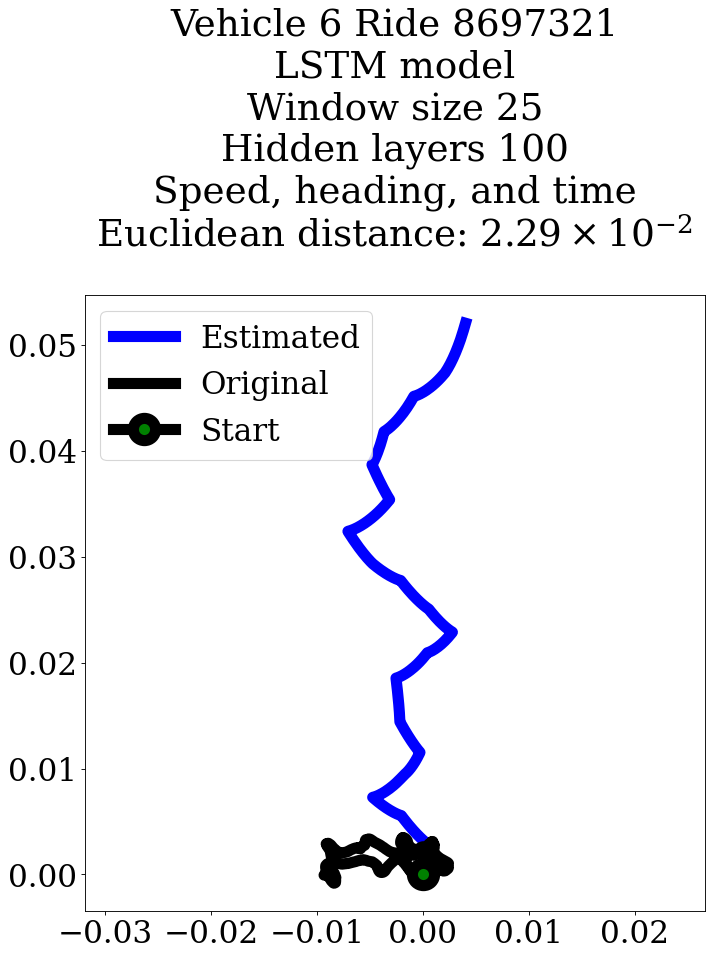 Vehicle 6 Ride 8697321
LSTM model
Window size 25
Hidden layers 100
Speed, heading, and time
Euclidean distance: 2.29 × 10⁻²
Estimated
Original
Start
0.05
0.04
0.03
0.02
0.01
0.00
−0.03 −0.02 −0.01 0.00 0.01 0.02